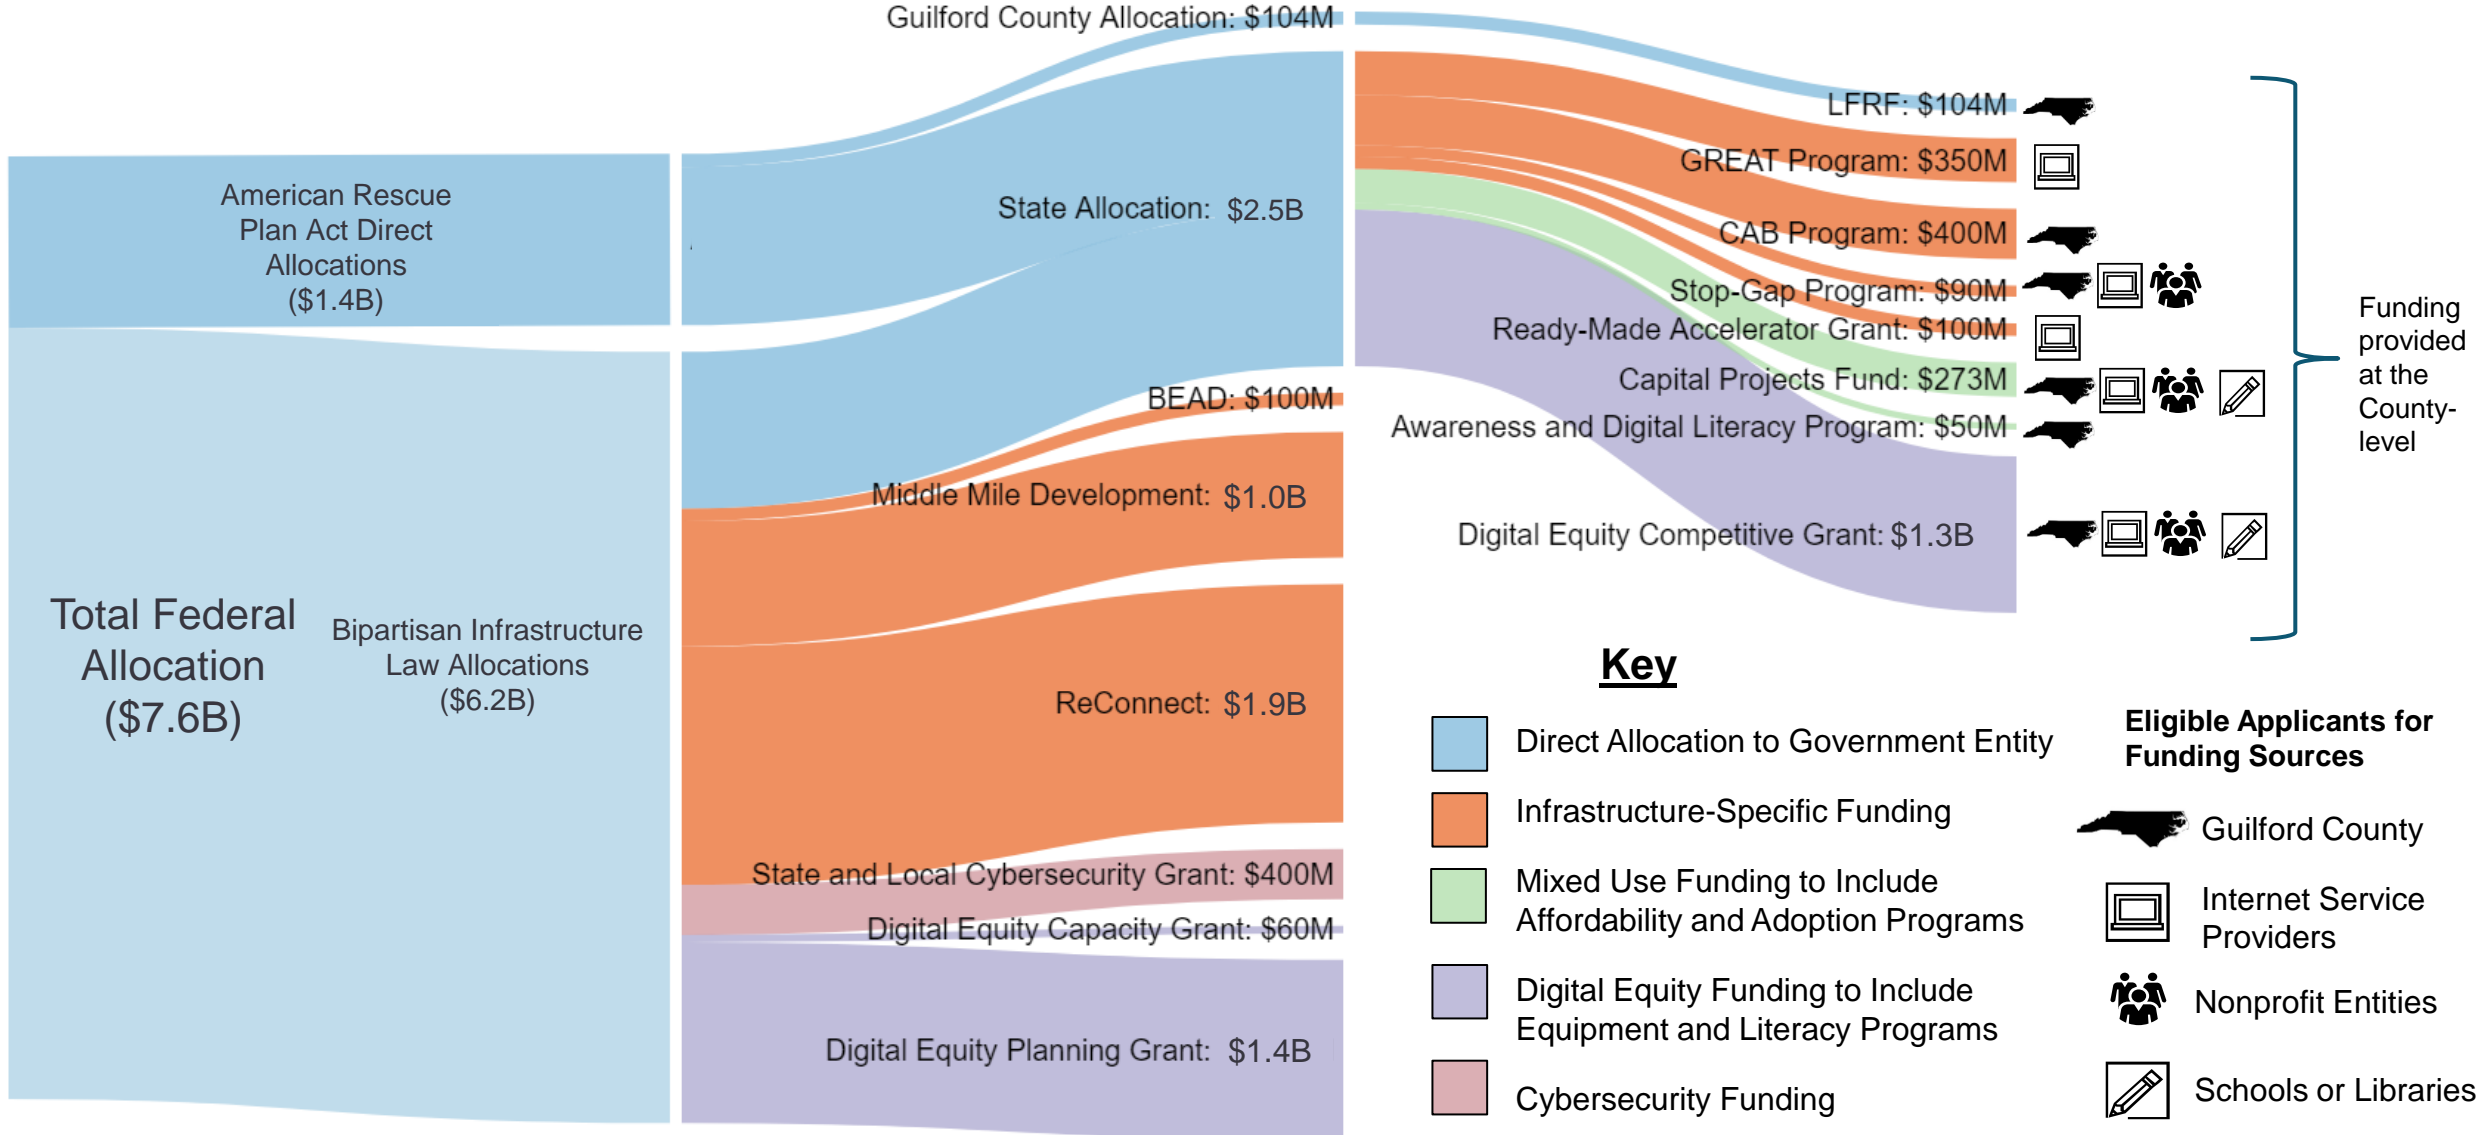 Guilford County Allocation: $104M
American Rescue
Plan Act Direct
Allocations
($1.4B)
State Allocation: $2.5B
Total Federal
Allocation
($7.6B)
Bipartisan Infrastructure
Law Allocations
($6.2B)
BEAD: $100M
Middle Mile Development: $1.0B
ReConnect: $1.9B
State and Local Cybersecurity Grant: $400M
Digital Equity Capacity Grant: $60M
Digital Equity Planning Grant: $1.4B
LFRF: $104M
GREAT Program: $350M
CAB Program: $400M
Stop-Gap Program: $90M
Ready-Made Accelerator Grant: $100M
Capital Projects Fund: $273M
Awareness and Digital Literacy Program: $50M
Digital Equity Competitive Grant: $1.3B
Funding
provided
at the
County-
level
Key
Direct Allocation to Government Entity
Infrastructure-Specific Funding
Mixed Use Funding to Include
Affordability and Adoption Programs
Digital Equity Funding to Include
Equipment and Literacy Programs
Cybersecurity Funding
Eligible Applicants for
Funding Sources
Guilford County
Internet Service
Providers
Nonprofit Entities
Schools or Libraries